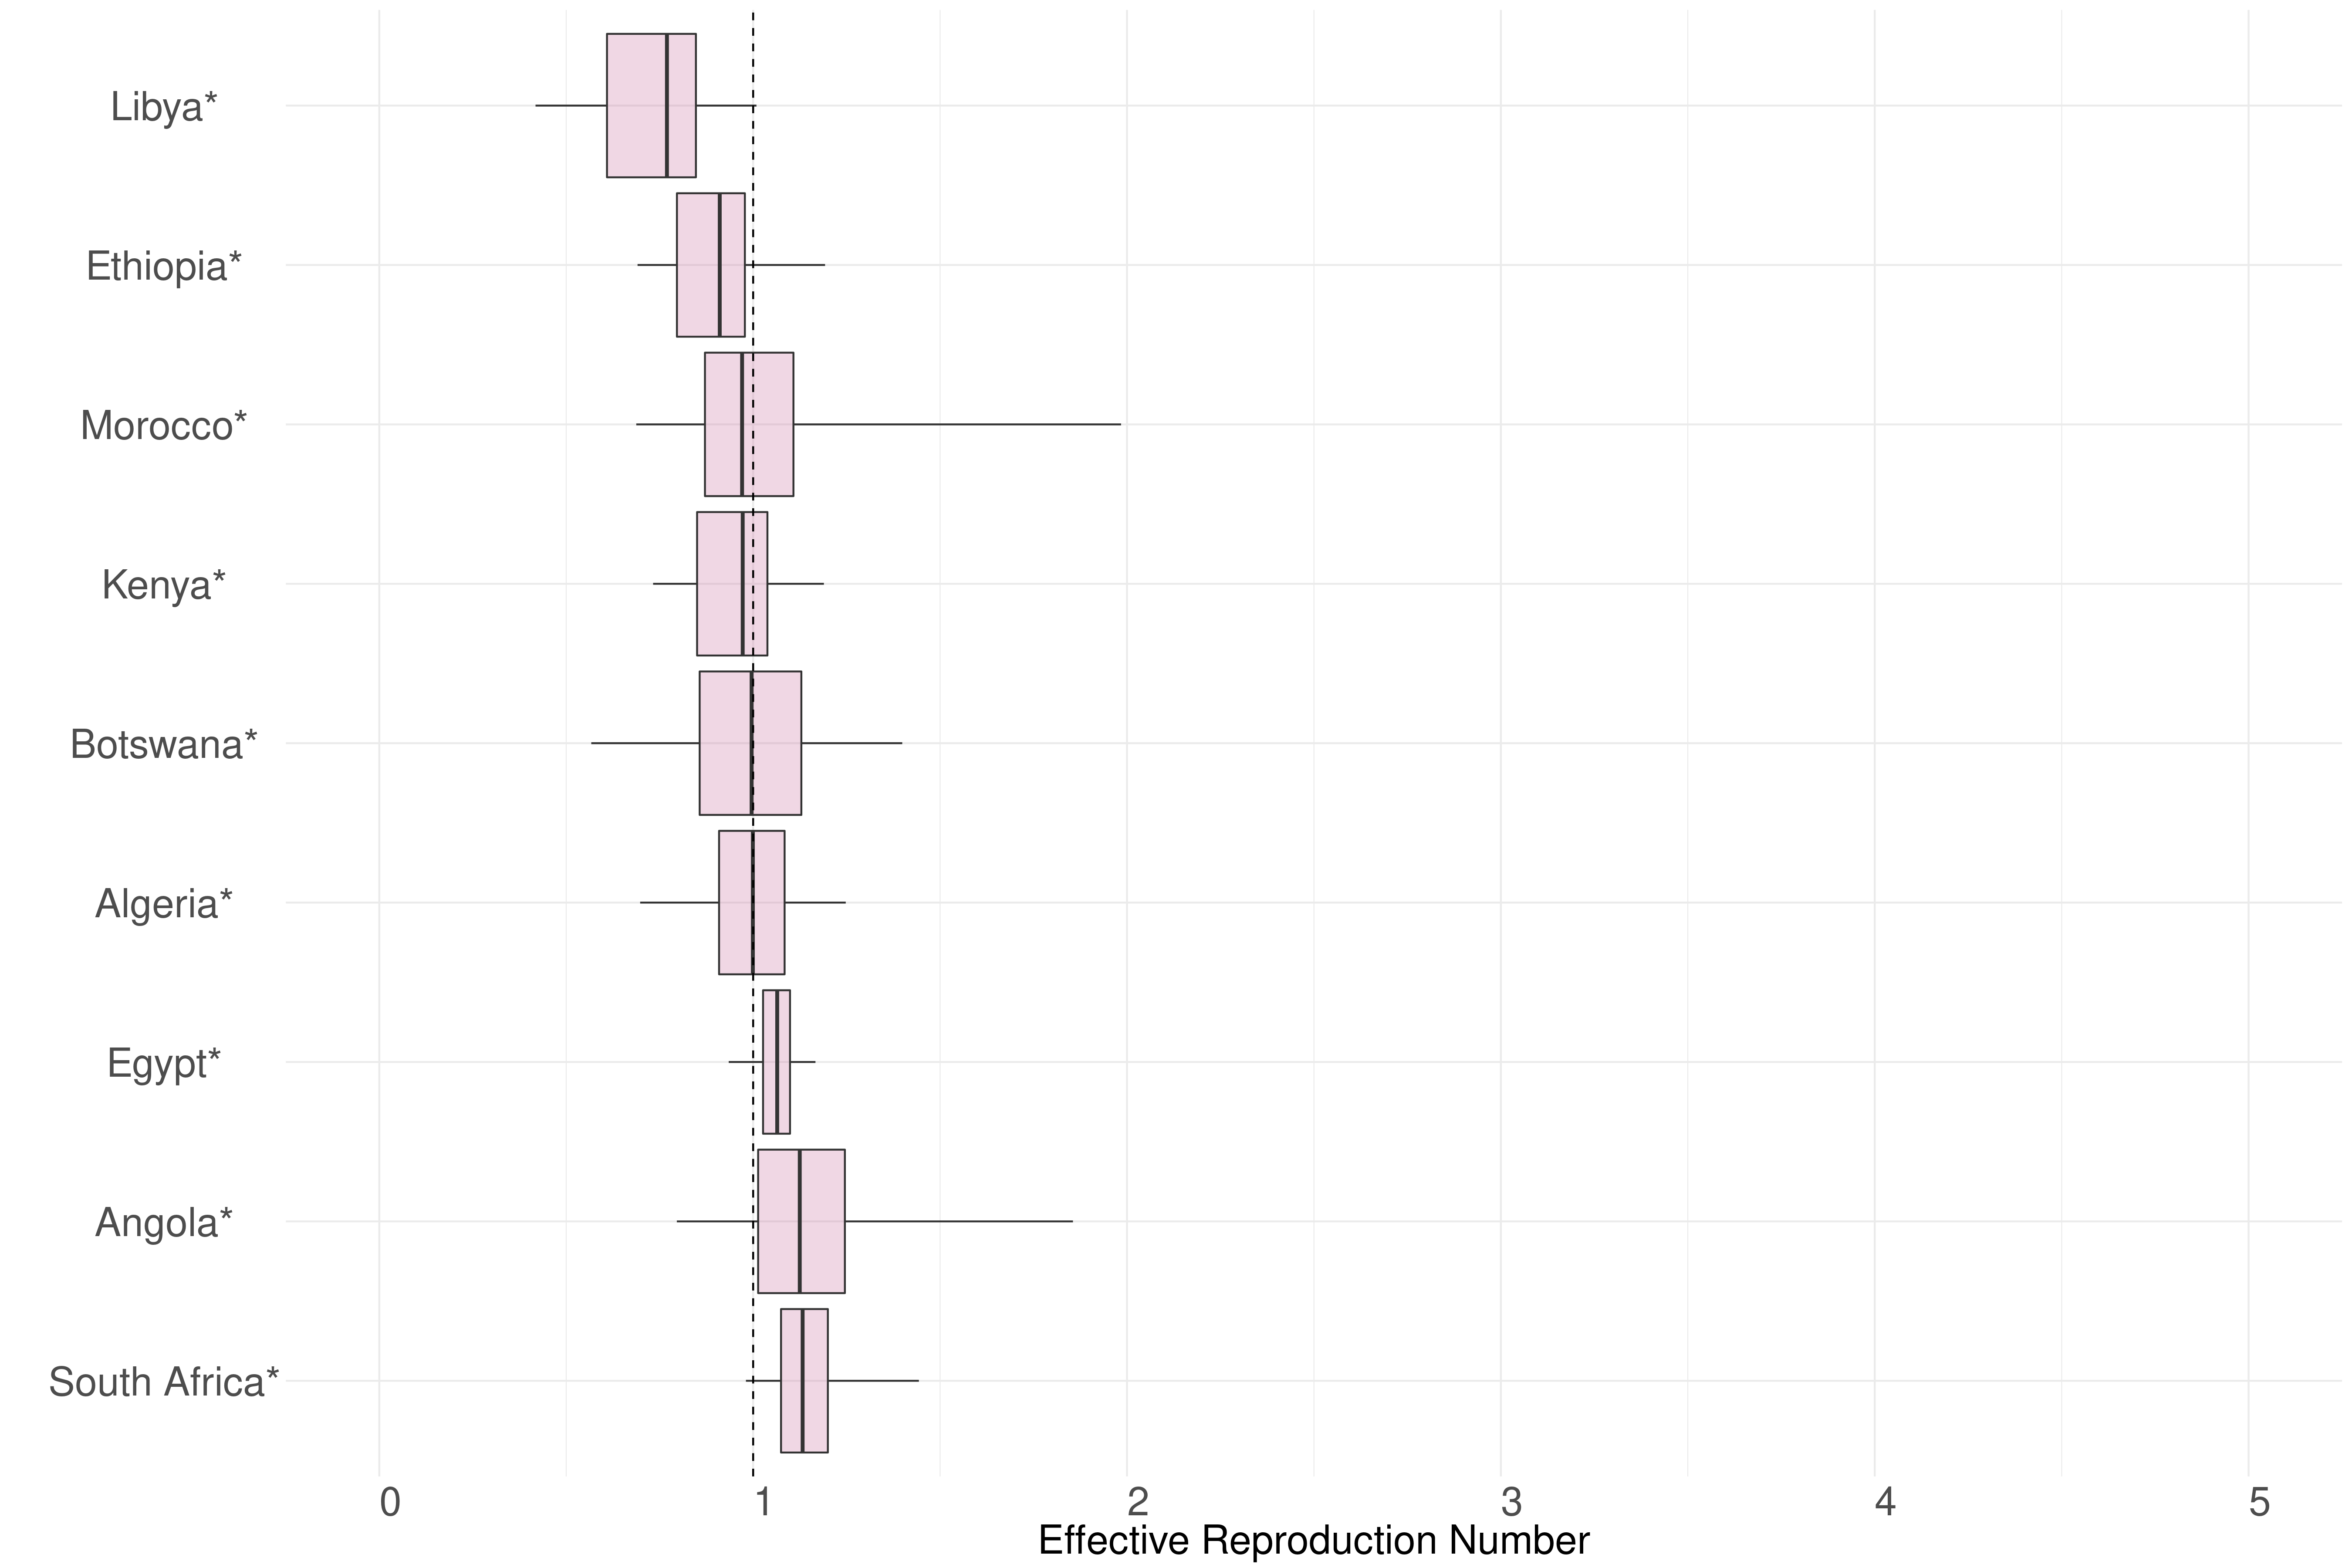 Libya*
Ethiopia*
Morocco*
Kenya*
Botswana*
Algeria*
Egypt*
Angola*
South Africa*
0 1 2 3 4 5
Effective Reproduction Number